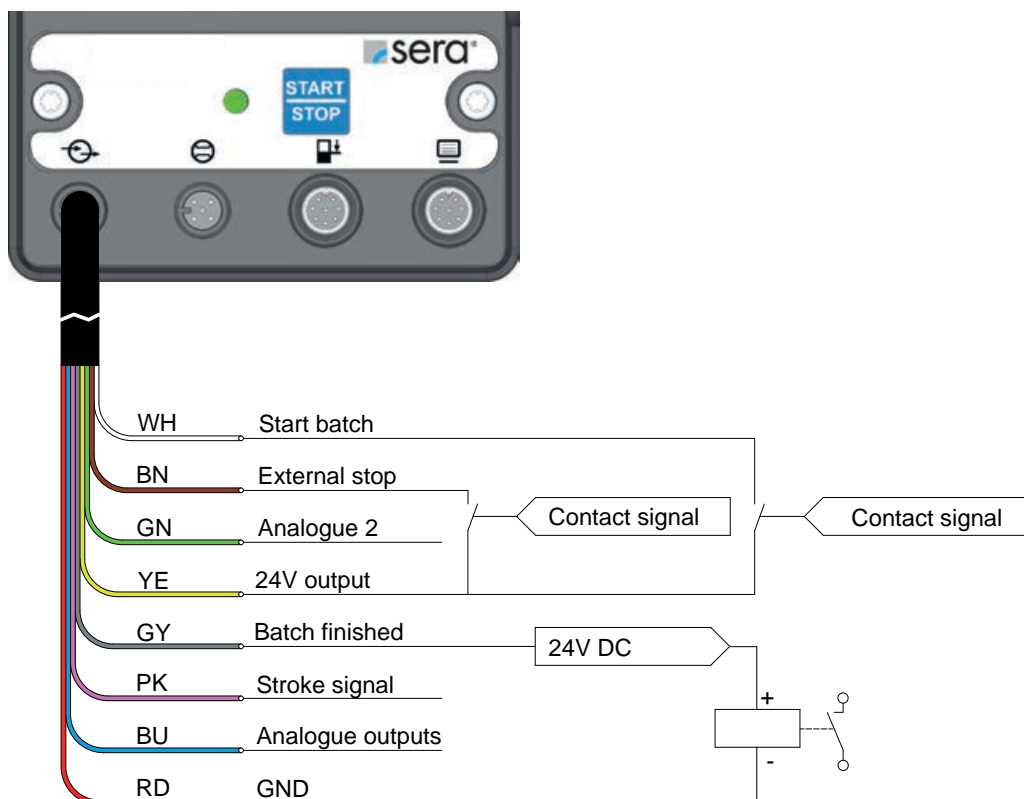 sera®
START
STOP
WH Start batch
BN External stop
Contact signal
Contact signal
GN Analogue 2
YE 24V output
GY Batch finished
24V DC
PK Stroke signal
+
BU Analogue outputs
-
RD GND